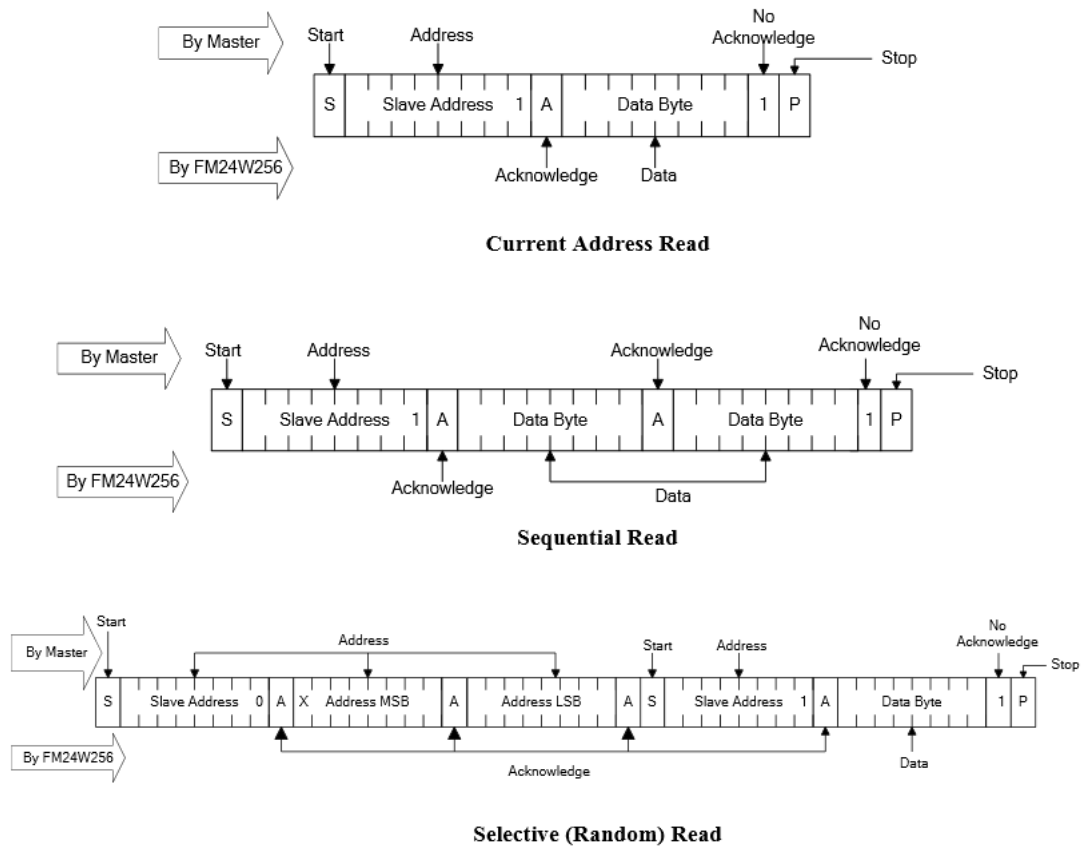 No
By Master Start Address Acknowledge
Stop
S Slave Address 1 A Data Byte 1 P
By FM24W256 Acknowledge Data
Current Address Read
No
By Master Start Address Acknowledge Acknowledge
Stop
S Slave Address 1 A Data Byte A Data Byte 1 P
By FM24W256 Acknowledge Data
Sequential Read
Start No
Address Start Address Acknowledge
By Master Stop
S Slave Address 0 A X Address MSB A Address LSB A S Slave Address 1 A Data Byte 1 P
By FM24W256 Acknowledge Data
Selective (Random) Read